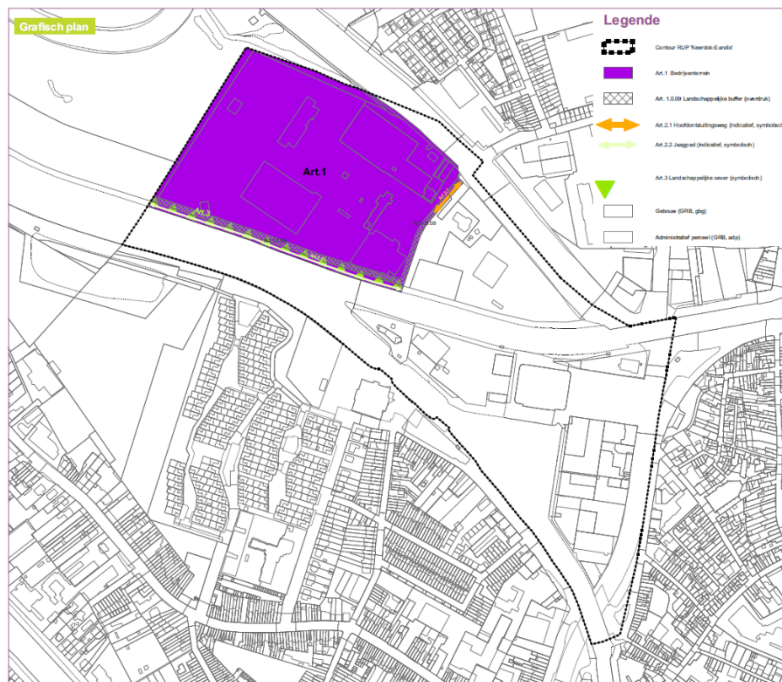 Grafisch plan
Legende
Contour RUP 'Keerdok-Eandis'
Art.1 Bedrijventerrein
Art. 1.0.09 Landschappelijke buffer (overdruk)
Art.2.1 Hoofdontsluitingsweg (indicatief, symbolisch)
Art.2.2 Jaagpad (indicatief, symbolisch)
Art.3 Landschappelijke oever (symbolisch)
Gebouw (GRB, gbg)
Administratief perceel (GRB, adp)
Art.1
Art.3